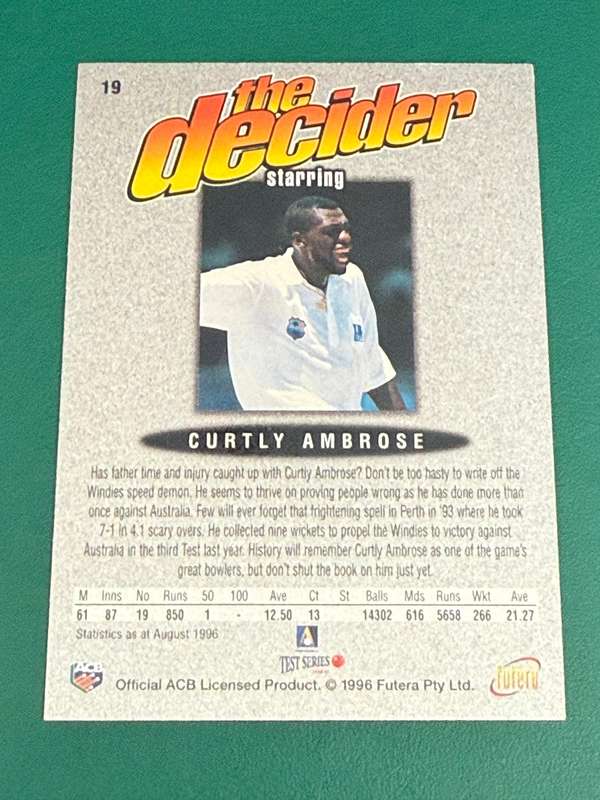 19
the
decider
starring
CURTLY AMBROSE
Has father time and injury caught up with Curtly Ambrose? Don't be too hasty to write off the
Windies speed demon. He seems to thrive on proving people wrong as he has done more than
once against Australia. Few will ever forget that frightening spell in Perth in '93 where he took
7-1 in 4.1 scary overs. He collected nine wickets to propel the Windies to victory against
Australia in the third Test last year. History will remember Curtly Ambrose as one of the game's
great bowlers, but don't shut the book on him just yet.
M Inns No Runs 50 100 Ave Ct St Balls Mds Runs Wkt Ave
61 87 19 850 1 - 12.50 13 14302 616 5658 266 21.27
Statistics as at August 1996
TEST SERIES
ACB
Official ACB Licensed Product. © 1996 Futera Pty Ltd.
futera